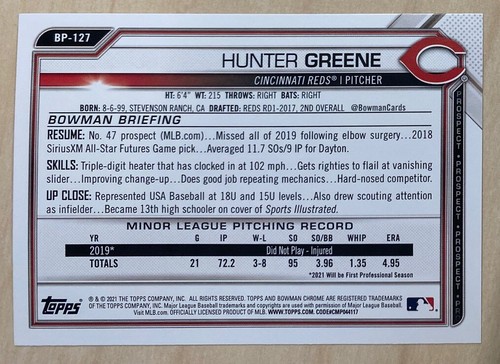 BP-127
HUNTER GREENE
CINCINNATI REDS® | PITCHER
HT: 6'4" WT: 215 THROWS: RIGHT BATS: RIGHT
BORN: 8-6-99, STEVENSON RANCH, CA DRAFTED: REDS RD1-2017, 2ND OVERALL @BowmanCards
BOWMAN BRIEFING
RESUME: No. 47 prospect (MLB.com)...Missed all of 2019 following elbow surgery...2018
SiriusXM All-Star Futures Game pick...Averaged 11.7 SOs/9 IP for Dayton.
SKILLS: Triple-digit heater that has clocked in at 102 mph...Gets righties to flail at vanishing
slider...Improving change-up...Does good job repeating mechanics...Hard-nosed competitor.
UP CLOSE: Represented USA Baseball at 18U and 15U levels...Also drew scouting attention
as infielder...Became 13th high schooler on cover of Sports Illustrated.
MINOR LEAGUE PITCHING RECORD
YR G IP W-L SO SO/BB WHIP ERA
2019* Did Not Play - Injured
TOTALS 21 72.2 3-8 95 3.96 1.35 4.95
*2021 Will be First Professional Season
TOPPS
® & © 2021 THE TOPPS COMPANY, INC. ALL RIGHTS RESERVED. TOPPS AND BOWMAN CHROME ARE REGISTERED TRADEMARKS
OF THE TOPPS COMPANY, INC. Major League Baseball trademarks and copyrights are used with permission of Major League Baseball.
Visit MLB.com. OFFICIALLY LICENSED PRODUCT OF MLB. WWW.TOPPS.COM. CODE#CMP044117
PROSPECT • PROSPECT • PROSPECT • PROSPECT • PR